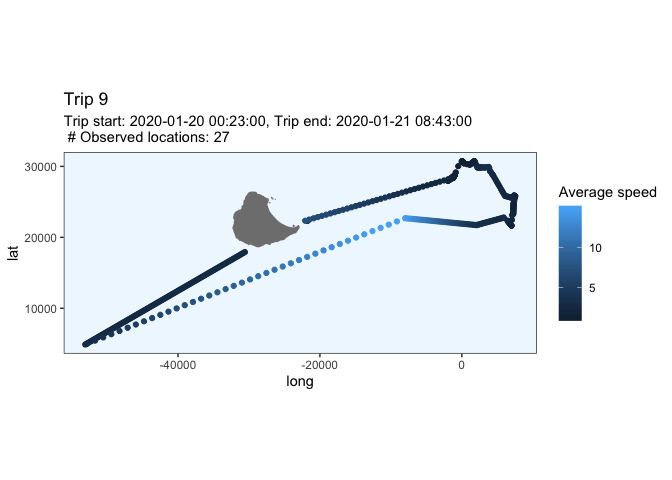 Trip 9
Trip start: 2020-01-20 00:23:00, Trip end: 2020-01-21 08:43:00
# Observed locations: 27
30000
20000
10000
lat
-40000
-20000
0
long
Average speed
10
5